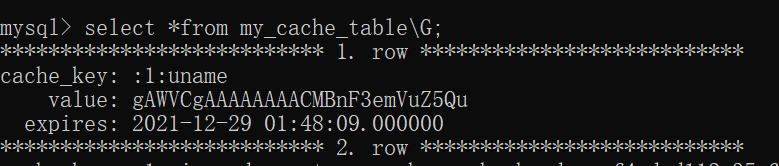 mysql> select *from my_cache_table\G;
*************************** 1. row ***************************
cache_key: :1:uname
value: gAWVCgAAAAAAAACMBnF3emVuZ5Qu
expires: 2021-12-29 01:48:09.000000
*************************** 2. row ***************************